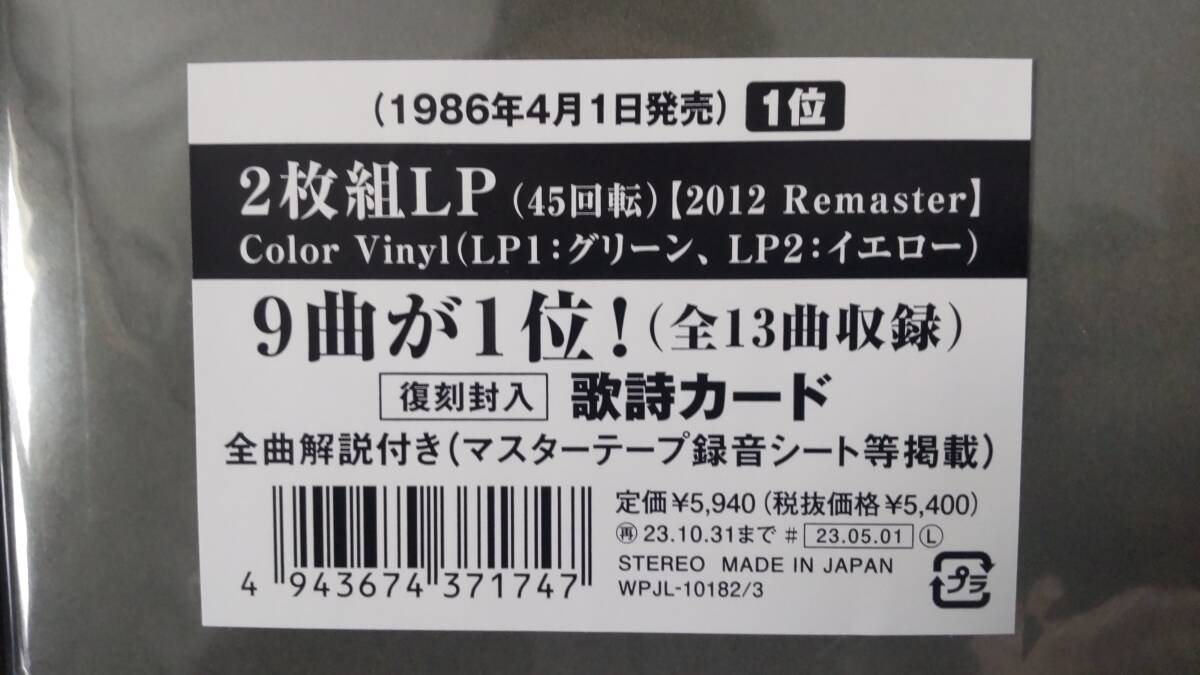 (1986年4月1日発売) 1位
2枚組LP (45回転)【2012 Remaster】
Color Vinyl(LP1:グリーン、LP2:イエロー)
9曲が1位!(全13曲収録)
復刻封入 歌詩カード
全曲解説付き(マスターテープ録音シート等掲載)
定価¥5,940(税抜価格¥5,400)
再 23.10.31まで # 23.05.01 L
STEREO MADE IN JAPAN
WPJL-10182/3
プラ
4 943674 371747